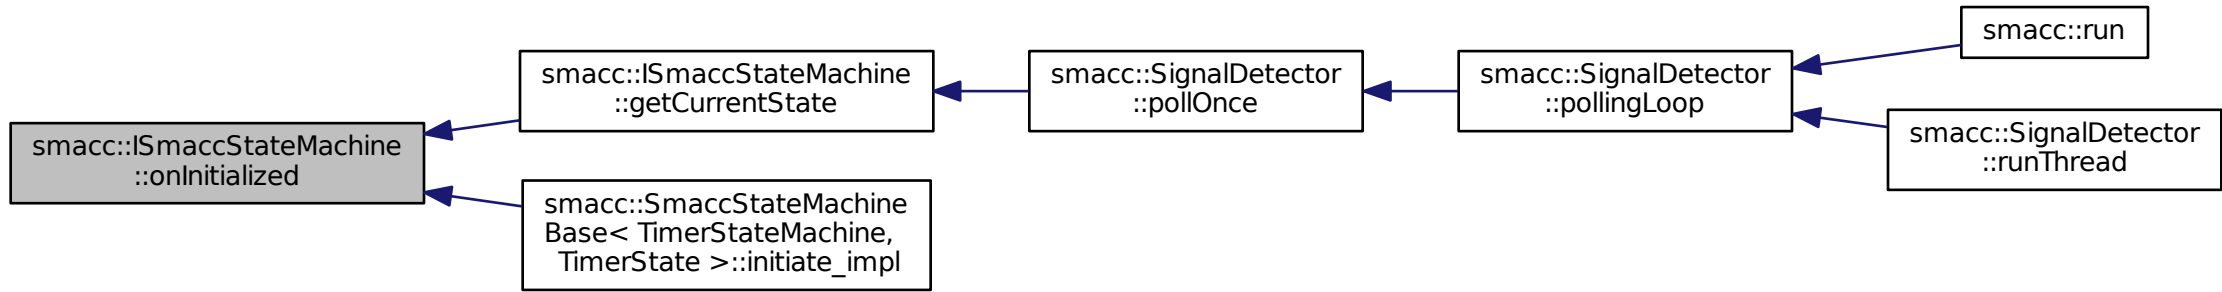 smacc::ISmaccStateMachine
::onInitialized
smacc::ISmaccStateMachine
::getCurrentState
smacc::SmaccStateMachine
Base< TimerStateMachine,
TimerState >::initiate_impl
smacc::SignalDetector
::pollOnce
smacc::SignalDetector
::pollingLoop
smacc::run
smacc::SignalDetector
::runThread